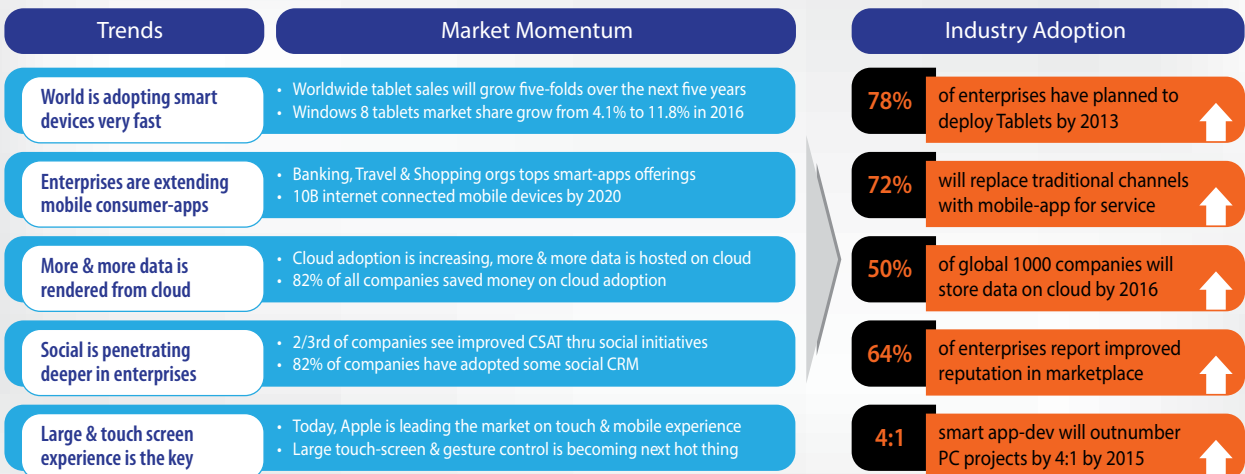 Trends
Market Momentum
Industry Adoption
World is adopting smart
devices very fast
• Worldwide tablet sales will grow five-folds over the next five years
• Windows 8 tablets market share grow from 4.1% to 11.8% in 2016
78%
of enterprises have planned to
deploy Tablets by 2013
Enterprises are extending
mobile consumer-apps
• Banking, Travel & Shopping orgs tops smart-apps offerings
• 10B internet connected mobile devices by 2020
72%
will replace traditional channels
with mobile-app for service
More & more data is
rendered from cloud
• Cloud adoption is increasing, more & more data is hosted on cloud
• 82% of all companies saved money on cloud adoption
50%
of global 1000 companies will
store data on cloud by 2016
Social is penetrating
deeper in enterprises
• 2/3rd of companies see improved CSAT thru social initiatives
• 82% of companies have adopted some social CRM
64%
of enterprises report improved
reputation in marketplace
Large & touch screen
experience is the key
• Today, Apple is leading the market on touch & mobile experience
• Large touch-screen & gesture control is becoming next hot thing
4:1
smart app-dev will outnumber
PC projects by 4:1 by 2015